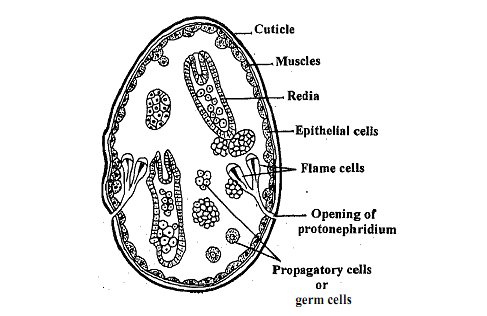 Cuticle
Muscles
Redia
Epithelial cells
Flame cells
Opening of
protonephridium
Propagatory cells
or
germ cells